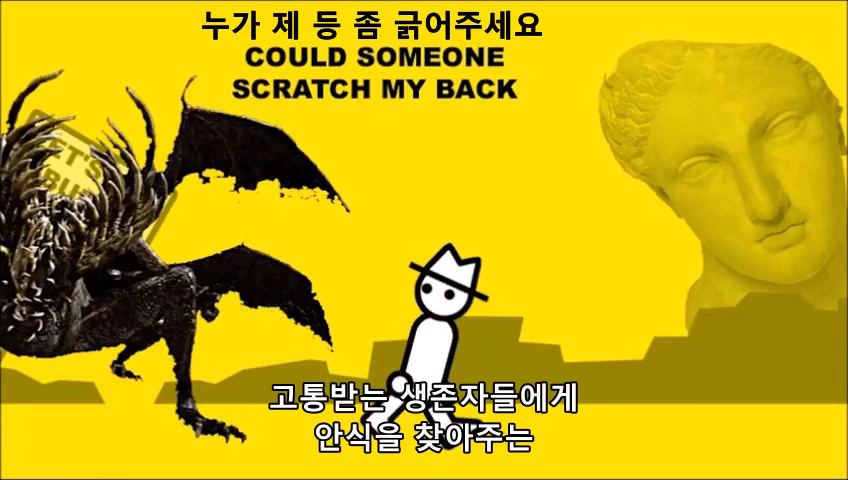 누가 제 등 좀 긁어주세요
COULD SOMEONE
SCRATCH MY BACK
고통받는 생존자들에게
안식을 찾아주는